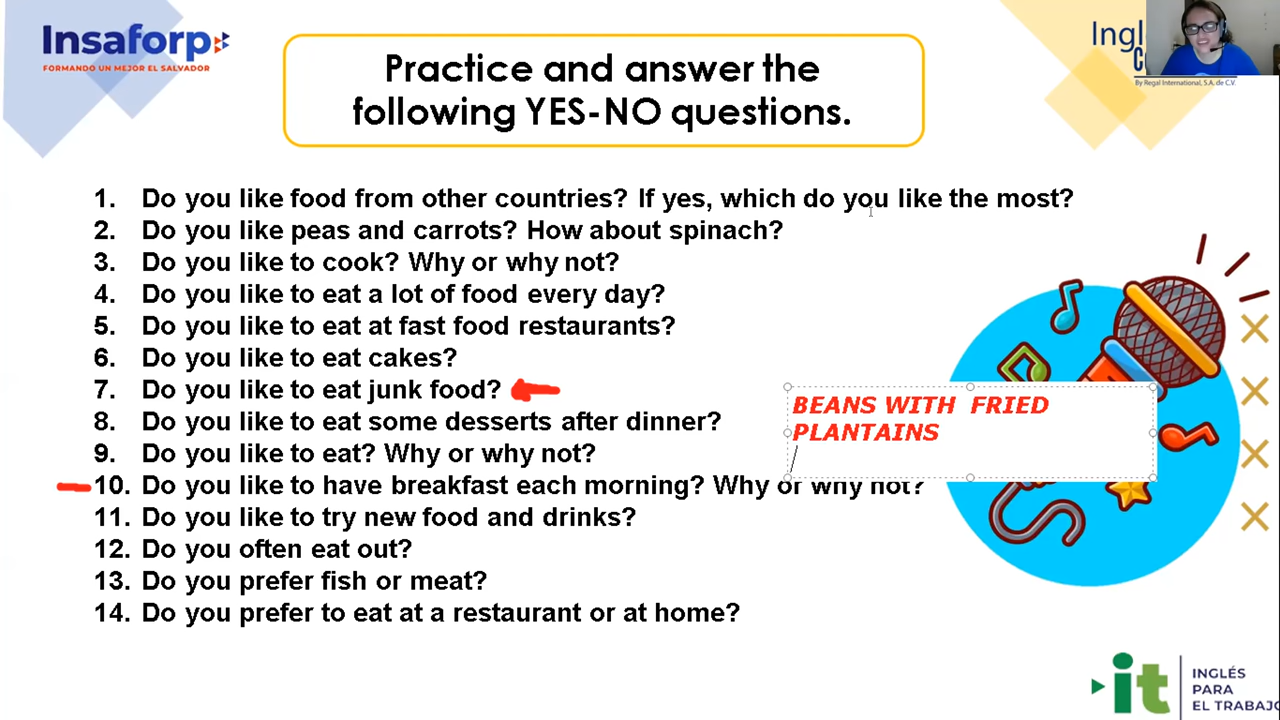 Insaforp
FORMANDO UN MEJOR EL SALVADOR
Practice and answer the
following YES-NO questions.
By Regal International, S.A. de C.V.
1. Do you like food from other countries? If yes, which do you like the most?
2. Do you like peas and carrots? How about spinach?
3. Do you like to cook? Why or why not?
4. Do you like to eat a lot of food every day?
5. Do you like to eat at fast food restaurants?
6. Do you like to eat cakes?
7. Do you like to eat junk food?
8. Do you like to eat some desserts after dinner?
9. Do you like to eat? Why or why not?
10. Do you like to have breakfast each morning? Why or why not?
11. Do you like to try new food and drinks?
12. Do you often eat out?
13. Do you prefer fish or meat?
14. Do you prefer to eat at a restaurant or at home?
BEANS WITH FRIED
PLANTAINS
it
INGLÉS
PARA
EL TRABAJO